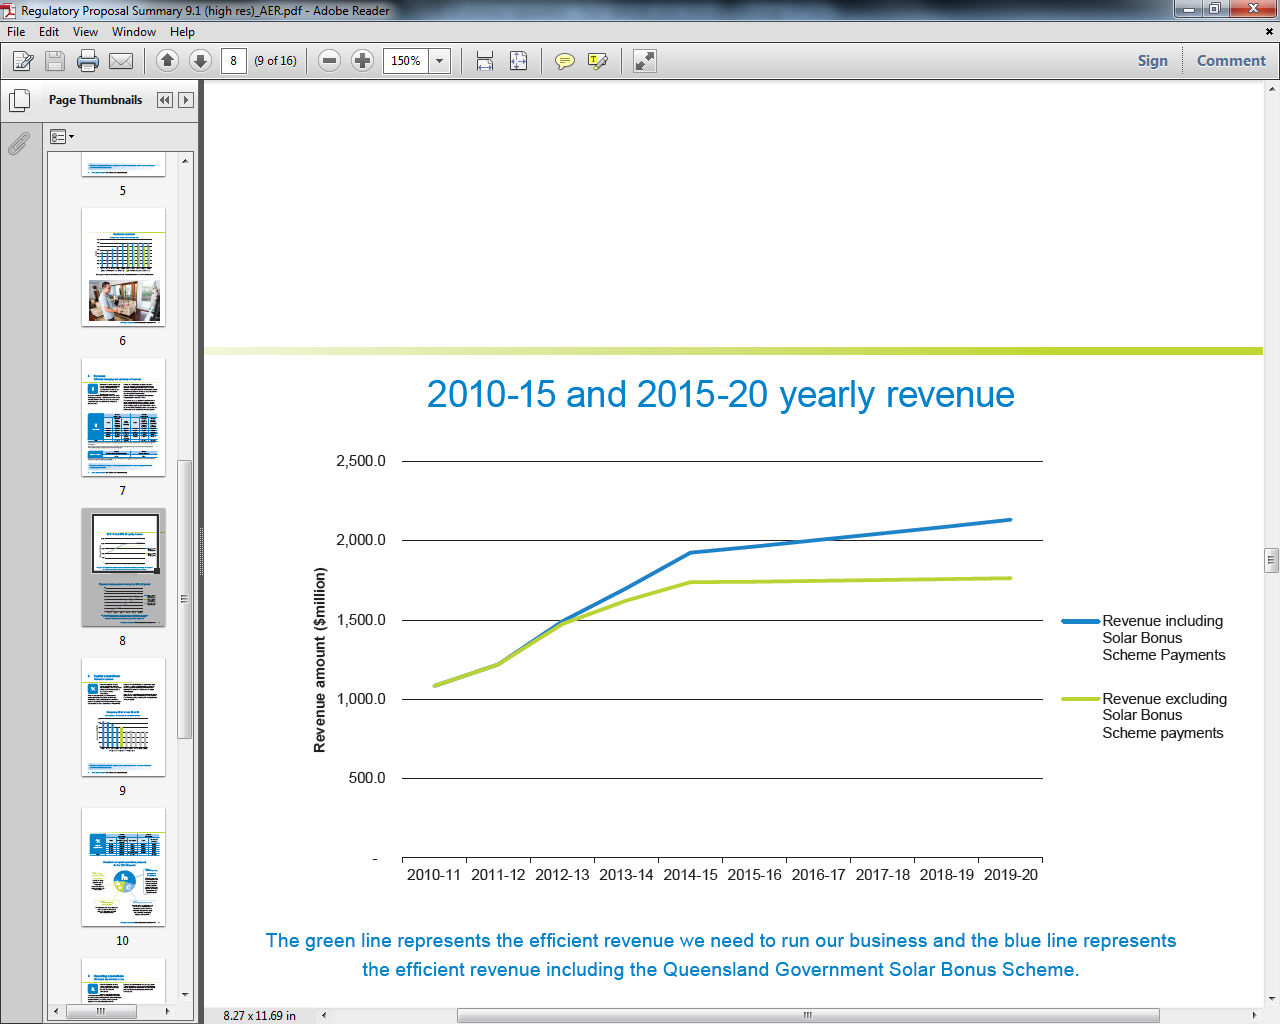 Regulatory Proposal Summary 9.1 (high res)_AER.pdf - Adobe Reader
File Edit View Window Help
8 (9 of 16) 150% Sign Comment
Page Thumbnails
5
6
7
8
9
10
2010-15 and 2015-20 yearly revenue
Revenue amount ($million)
2,500.0
2,000.0
1,500.0
1,000.0
500.0
-
2010-11 2011-12 2012-13 2013-14 2014-15 2015-16 2016-17 2017-18 2018-19 2019-20
Revenue including
Solar Bonus
Scheme Payments
Revenue excluding
Solar Bonus
Scheme payments
The green line represents the efficient revenue we need to run our business and the blue line represents
the efficient revenue including the Queensland Government Solar Bonus Scheme.
8.27 x 11.69 in